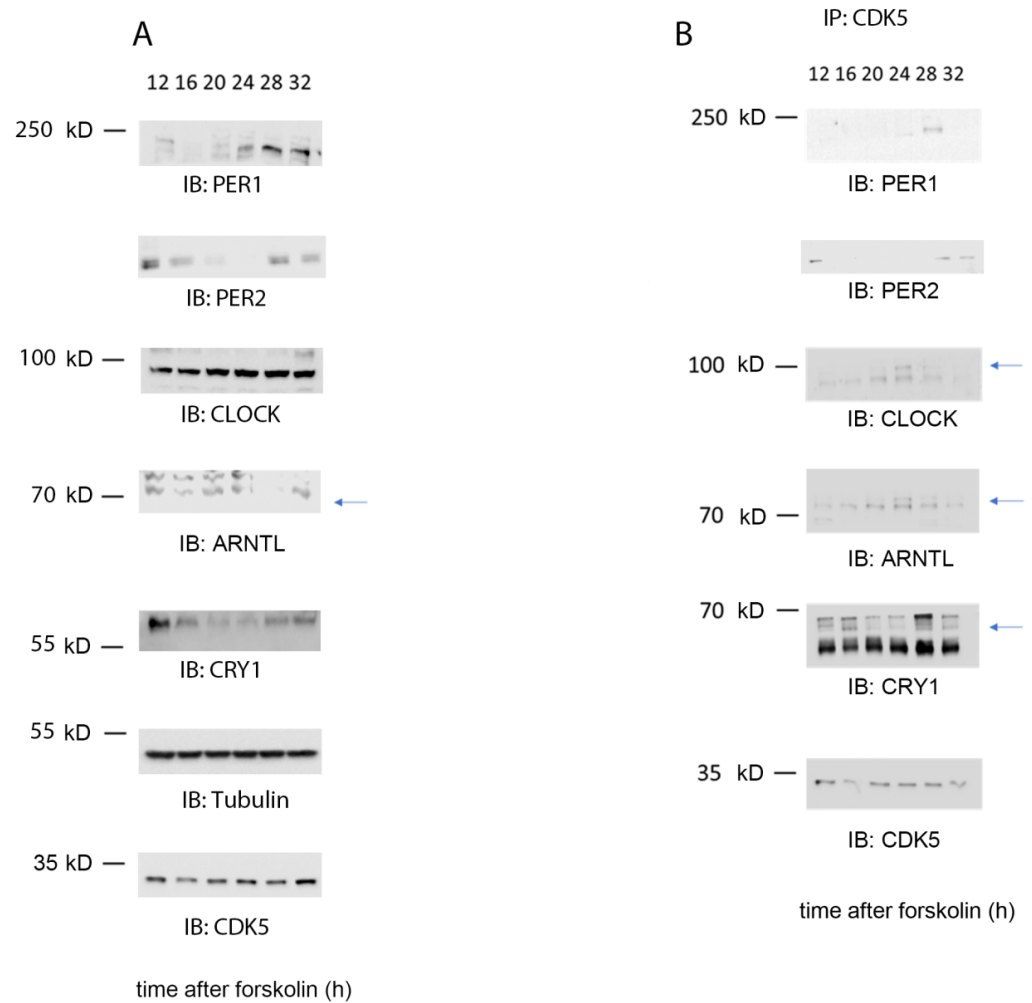 A
12 16 20 24 28 32
250 kD
IB: PER1
IB: PER2
100 kD
IB: CLOCK
70 kD
IB: ARNTL
55 kD
IB: CRY1
55 kD
IB: Tubulin
35 kD
IB: CDK5
time after forskolin (h)
B
IP: CDK5
12 16 20 24 28 32
250 kD
IB: PER1
IB: PER2
100 kD
IB: CLOCK
70 kD
IB: ARNTL
70 kD
IB: CRY1
35 kD
IB: CDK5
time after forskolin (h)